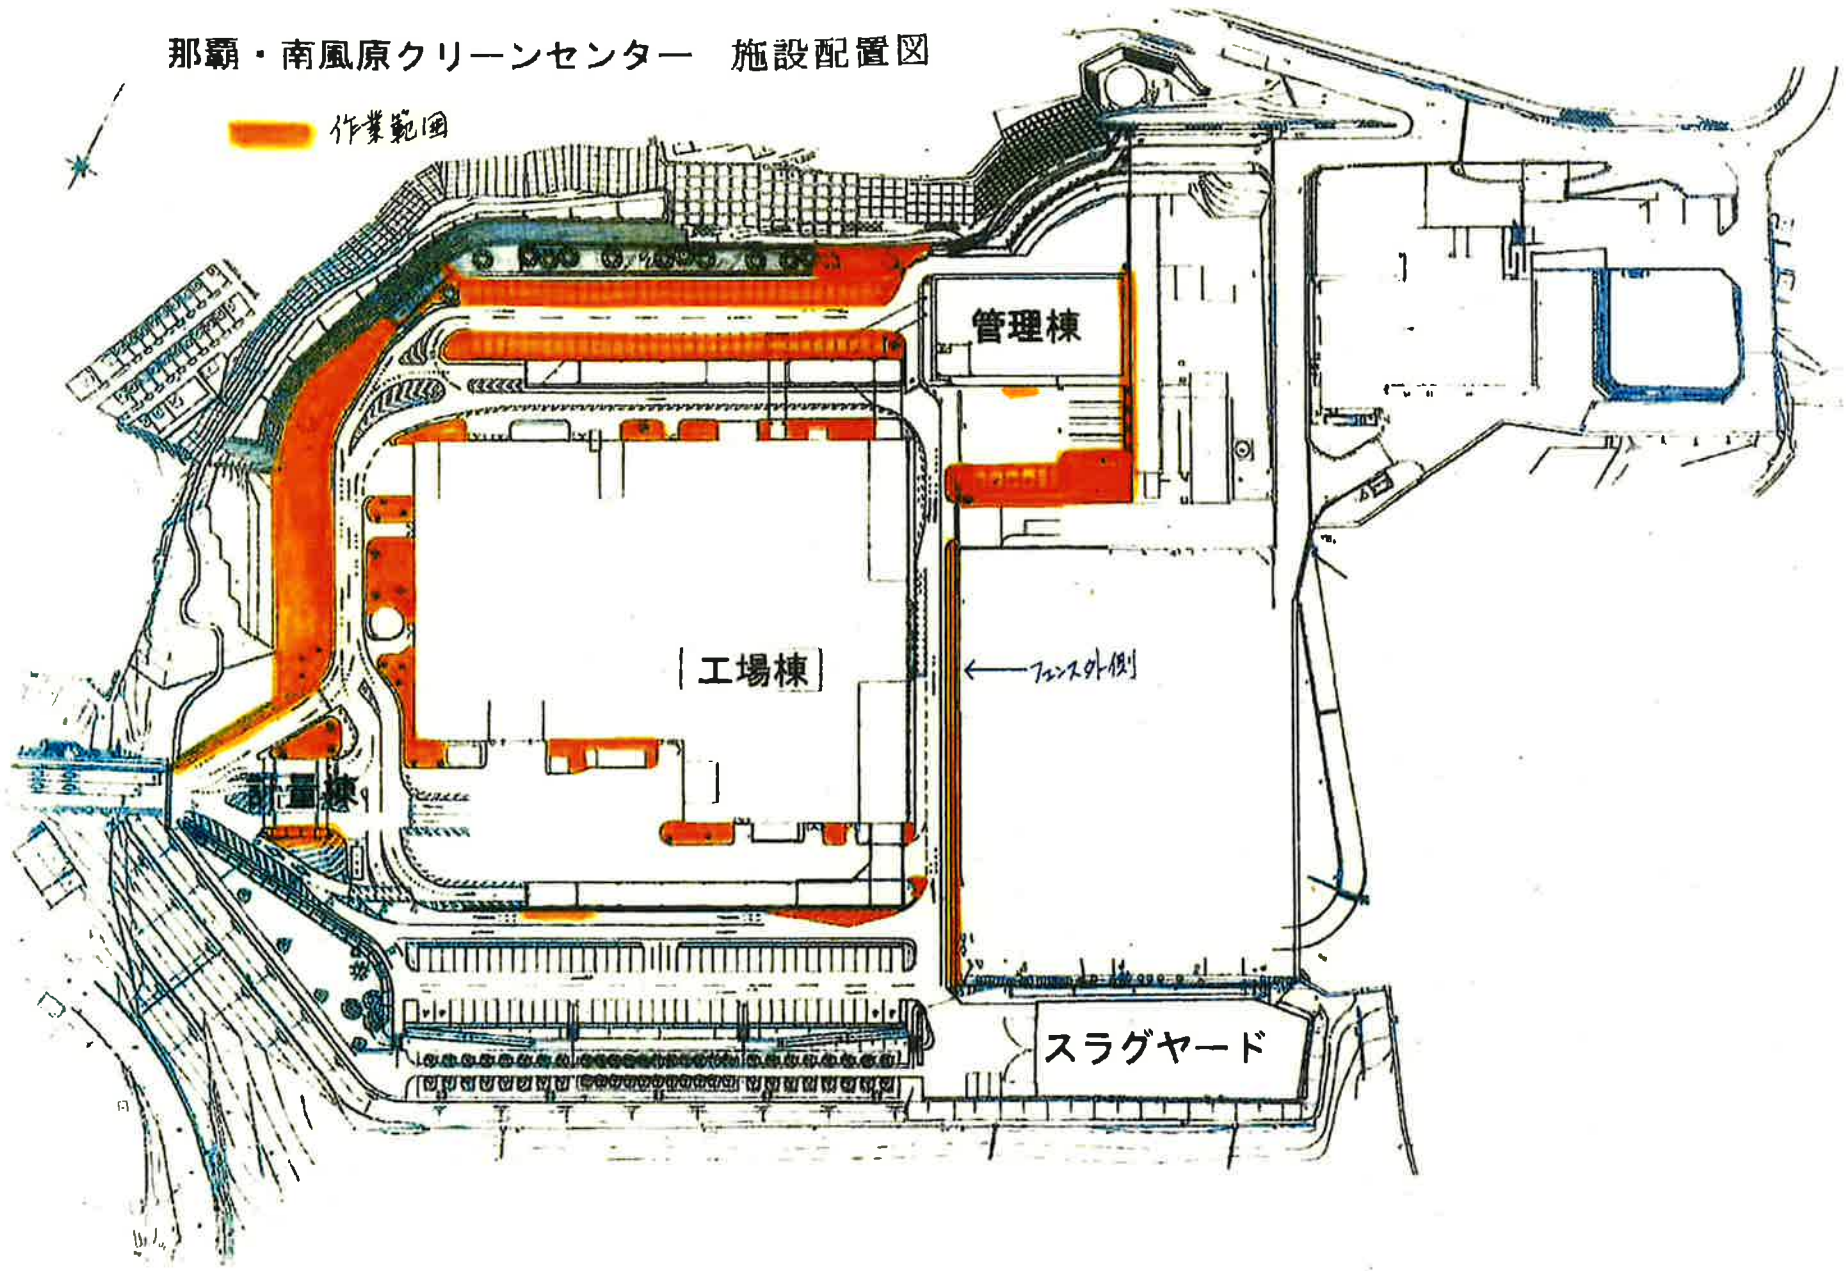 那覇・南風原クリーンセンター 施設配置図
作業範囲
管理棟
工場棟
フェンス外側
計量棟
スラグヤード